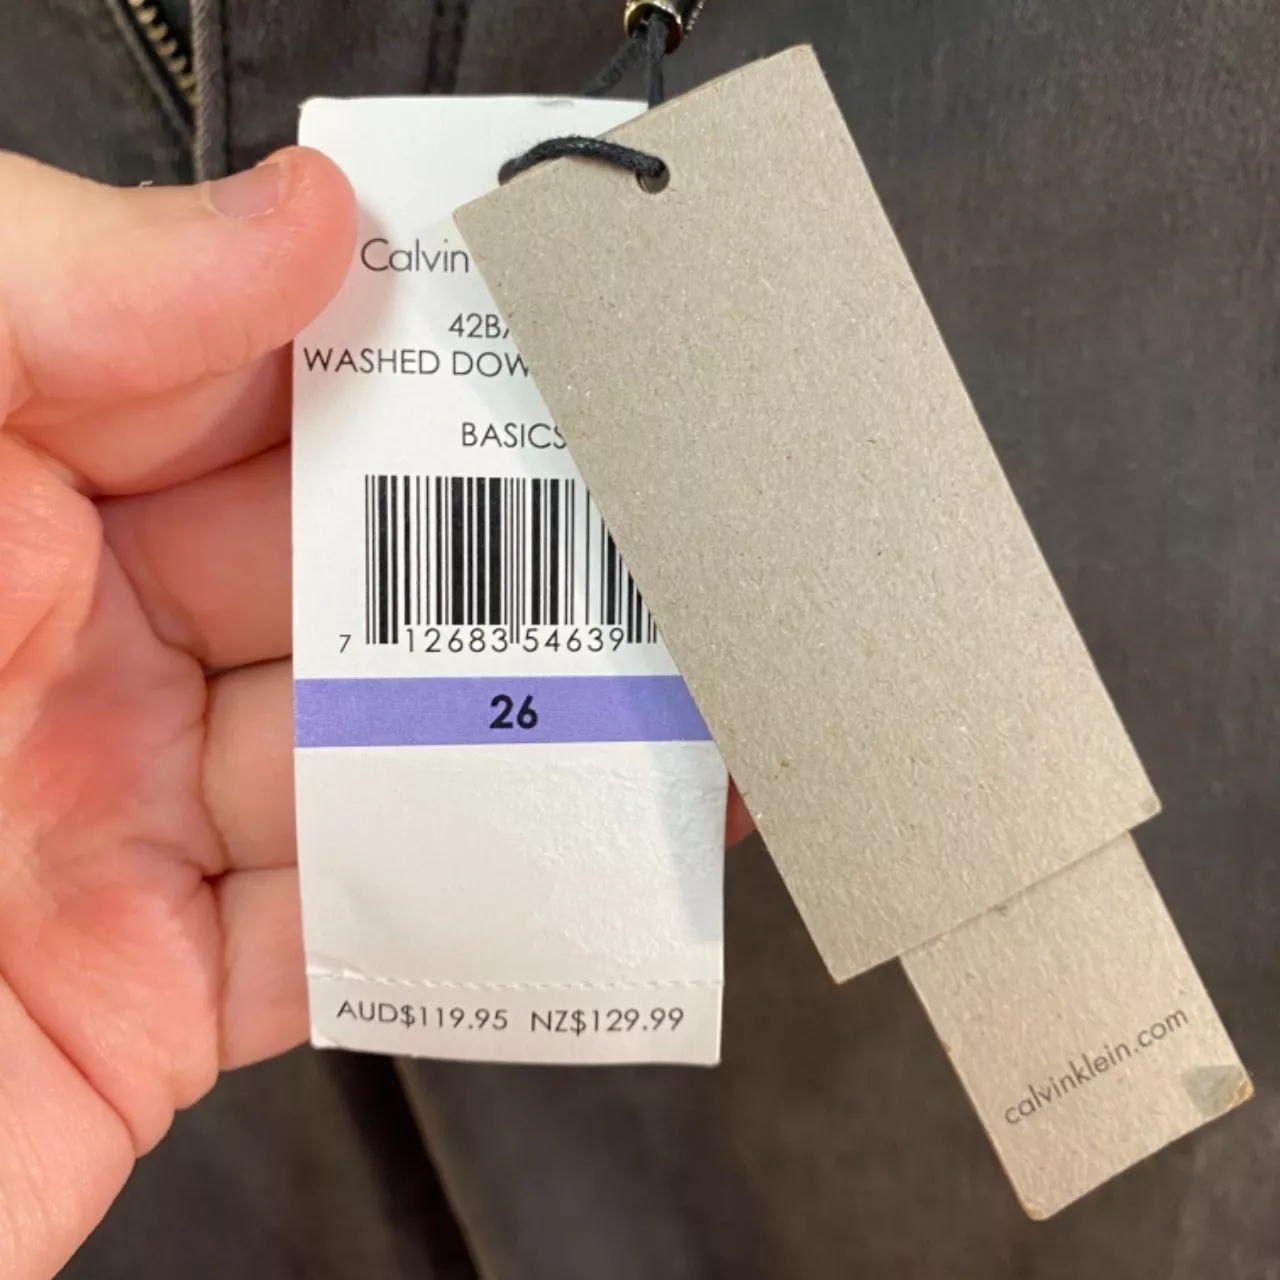 Calvin
42BA
WASHED DOW
BASICS
7 12683 54639
26
AUD$119.95 NZ$129.99
calvinklein.com